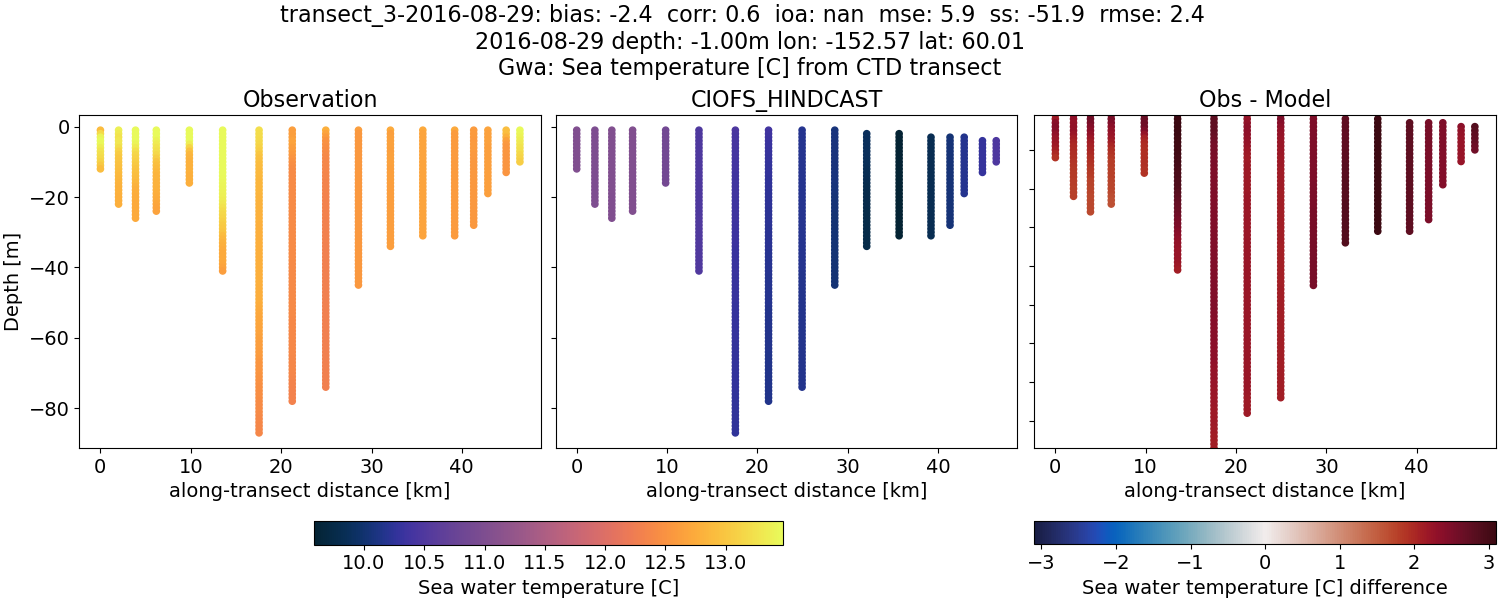 transect_3-2016-08-29: bias: -2.4  corr: 0.6  ioa: nan  mse: 5.9  ss: -51.9  rmse: 2.4
2016-08-29 depth: -1.00m lon: -152.57 lat: 60.01
Gwa: Sea temperature [C] from CTD transect
Observation
CIOFS_HINDCAST
Obs - Model
Depth [m]
0
−20
−40
−60
−80
0 10 20 30 40
0 10 20 30 40
0 10 20 30 40
along-transect distance [km]
along-transect distance [km]
along-transect distance [km]
10.0 10.5 11.0 11.5 12.0 12.5 13.0
Sea water temperature [C]
−3 −2 −1 0 1 2 3
Sea water temperature [C] difference